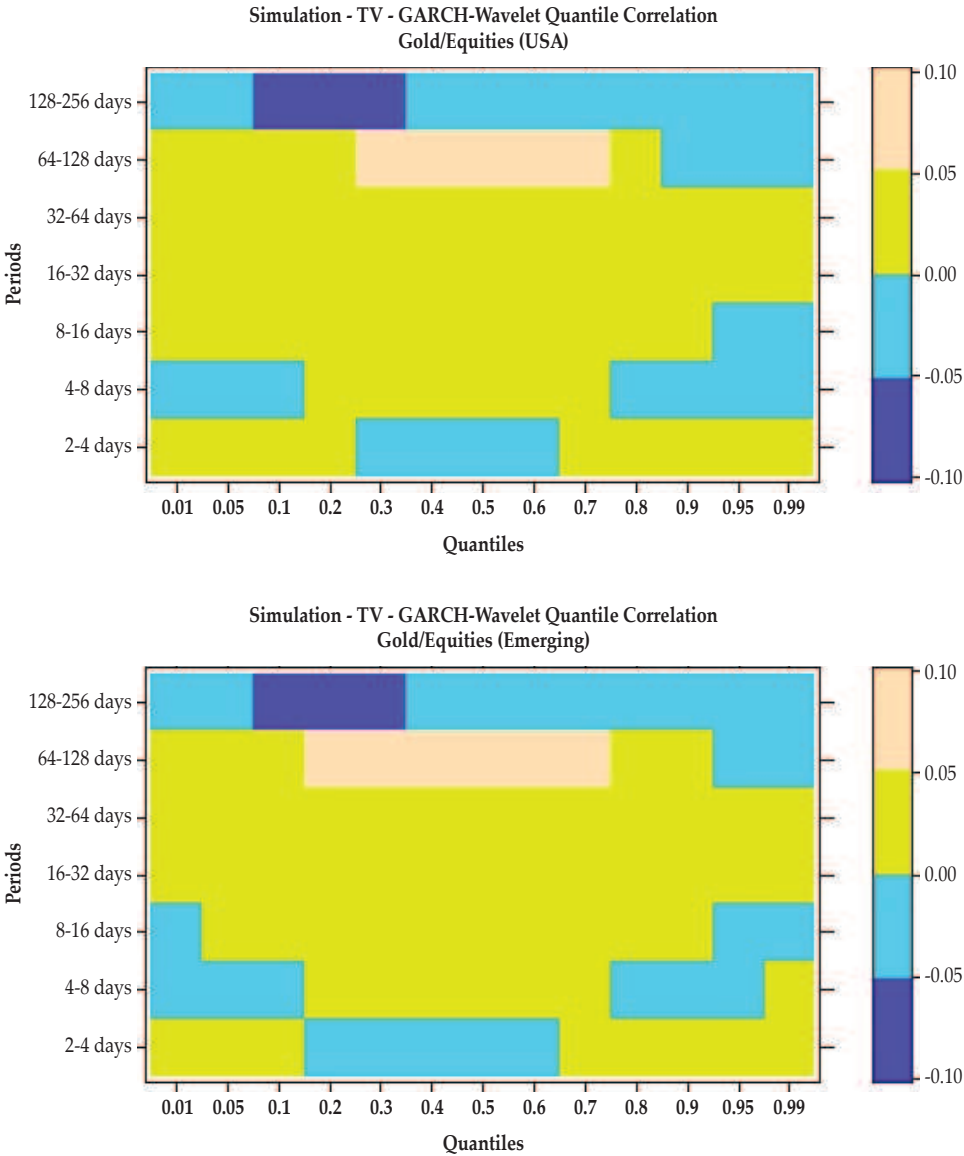 Simulation - TV - GARCH-Wavelet Quantile Correlation
Gold/Equities (USA)
128-256 days
64-128 days
32-64 days
16-32 days
8-16 days
4-8 days
2-4 days
Periods
0.01 0.05 0.1 0.2 0.3 0.4 0.5 0.6 0.7 0.8 0.9 0.95 0.99
Quantiles
0.10
0.05
0.00
-0.05
-0.10
Simulation - TV - GARCH-Wavelet Quantile Correlation
Gold/Equities (Emerging)
128-256 days
64-128 days
32-64 days
16-32 days
8-16 days
4-8 days
2-4 days
Periods
0.01 0.05 0.1 0.2 0.3 0.4 0.5 0.6 0.7 0.8 0.9 0.95 0.99
Quantiles
0.10
0.05
0.00
-0.05
-0.10